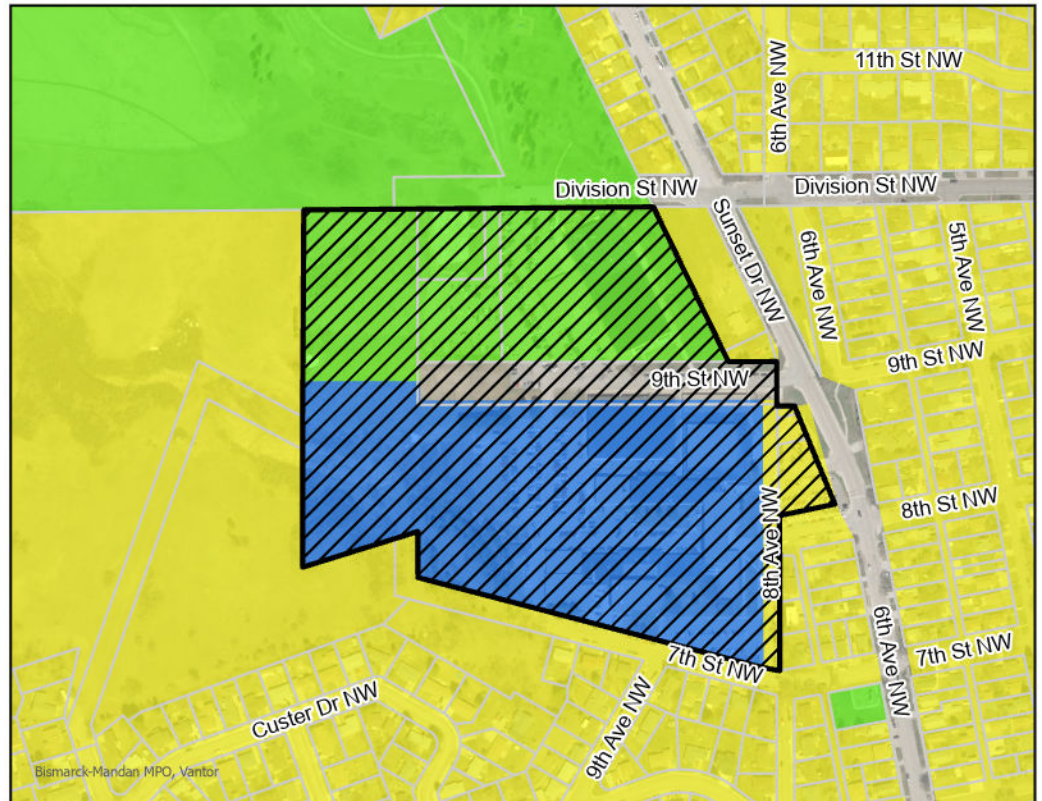 11th St NW
6th Ave NW
Division St NW
Division St NW
Sunset Dr NW
6th Ave NW
5th Ave NW
9th St NW
9th St NW
8th St NW
8th Ave NW
6th Ave NW
7th St NW
7th St NW
Custer Dr NW
9th Ave NW
Bismarck-Mandan MPO, Vantor